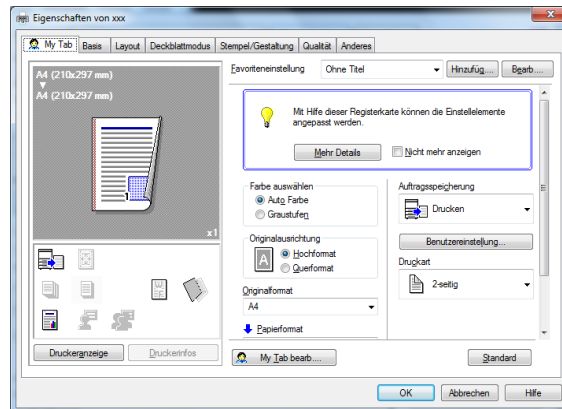 Eigenschaften von xxx
My Tab Basis Layout Deckblattmodus Stempel/Gestaltung Qualität Anderes
A4 (210x297 mm)
A4 (210x297 mm)
1
x1
Favoriteneinstellung Ohne Titel Hinzufüg.... Bearb....
Mit Hilfe dieser Registerkarte können die Einstellelemente
angepasst werden.
Mehr Details Nicht mehr anzeigen
Farbe auswählen
Auto Farbe
Graustufen
Auftragsspeicherung
Drucken
Originalausrichtung
A
Hochformat
Querformat
Benutzereinstellung...
Druckart
2-seitig
Originalformat
A4
Papierformat
Druckeranzeige Druckerinfos
My Tab bearb.... Standard
OK Abbrechen Hilfe